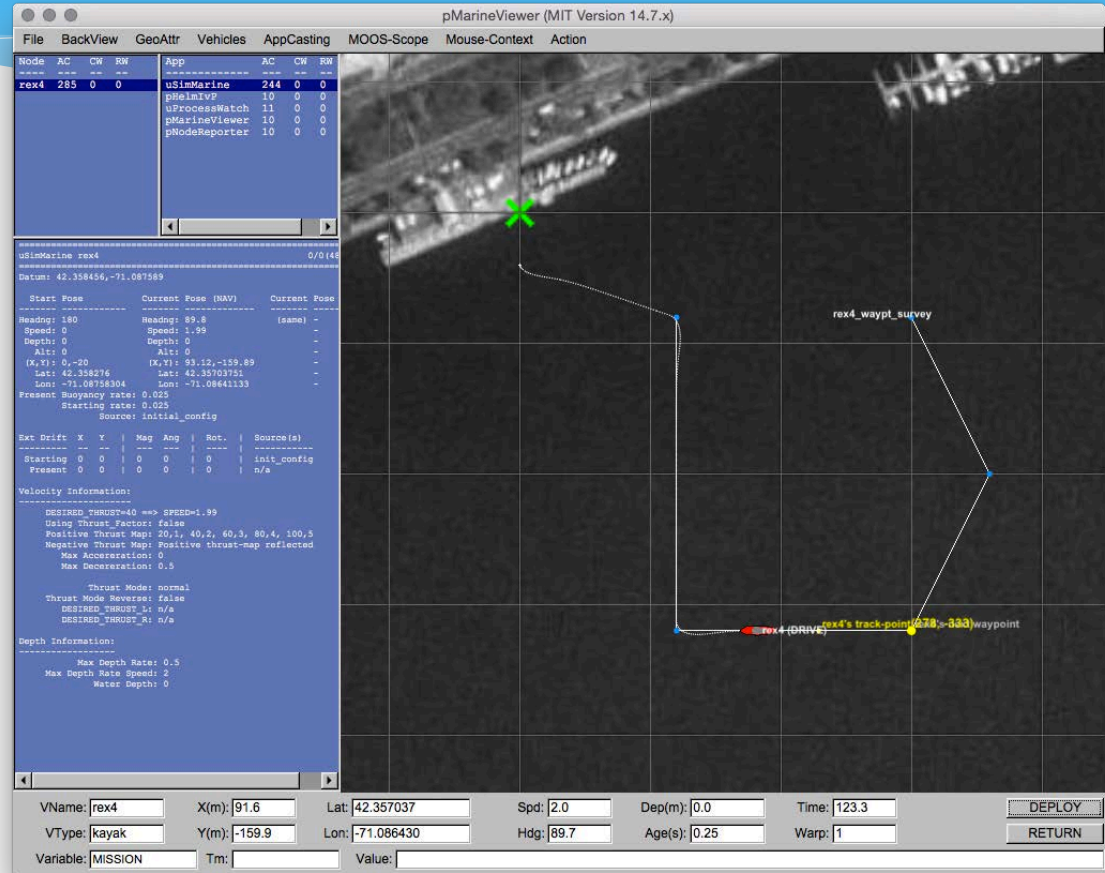 pMarineViewer (MIT Version 14.7.x)
File BackView GeoAttr Vehicles AppCasting MOOS-Scope Mouse-Context Action
Node AC CW RW
---- --- -- --
rex4 285 0 0
App AC CW RW
uSimMarine 244 0 0
pHelmIvP 10 0 0
uProcessWatch 11 0 0
pMarineViewer 10 0 0
pNodeReporter 10 0 0
uSimMarine rex4 0/0(48
Datum: 42.358456,-71.087589
Start Pose Current Pose (NAV) Current Pose
Headng: 180 Headng: 89.8 (same) -
Speed: 0 Speed: 1.99 -
Depth: 0 Depth: 0 -
Alt: 0 Alt: 0 -
(X,Y): 0,-20 (X,Y): 93.12,-159.89 -
Lat: 42.358276 Lat: 42.35703751 -
Lon: -71.08758304 Lon: -71.08641133 -
Present Buoyancy rate: 0.025
Starting rate: 0.025
Source: initial_config
Ext Drift X Y | Mag Ang | Rot. | Source(s)
Starting 0 0 | 0 0 | 0 | init_config
Present 0 0 | 0 0 | 0 | n/a
Velocity Information:
DESIRED_THRUST=40 ==> SPEED=1.99
Using Thrust_Factor: false
Positive Thrust Map: 20,1, 40,2, 60,3, 80,4, 100,5
Negative Thrust Map: Positive thrust-map reflected
Max Accereration: 0
Max Decereration: 0.5
Thrust Mode: normal
Thrust Mode Reverse: false
DESIRED_THRUST_L: n/a
DESIRED_THRUST_R: n/a
Depth Information:
Max Depth Rate: 0.5
Max Depth Rate Speed: 2
Water Depth: 0
rex4_waypt_survey
rex4 (DRIVE)
rex4's track-point
waypoint
VName: rex4 X(m): 91.6 Lat: 42.357037 Spd: 2.0 Dep(m): 0.0 Time: 123.3 DEPLOY
VType: kayak Y(m): -159.9 Lon: -71.086430 Hdg: 89.7 Age(s): 0.25 Warp: 1 RETURN
Variable: MISSION Tm: Value: